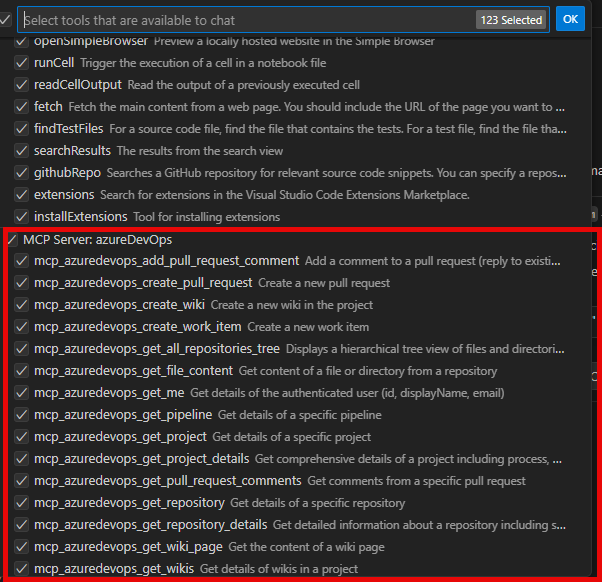 Select tools that are available to chat
123 Selected
OK
openSimpleBrowser Preview a locally hosted website in the Simple Browser
runCell Trigger the execution of a cell in a notebook file
readCellOutput Read the output of a previously executed cell
fetch Fetch the main content from a web page. You should include the URL of the page you want to ...
findTestFiles For a source code file, find the file that contains the tests. For a test file, find the file tha...
searchResults The results from the search view
githubRepo Searches a GitHub repository for relevant source code snippets. You can specify a repos...
extensions Search for extensions in the Visual Studio Code Extensions Marketplace.
installExtensions Tool for installing extensions
MCP Server: azureDevOps
mcp_azuredevops_add_pull_request_comment Add a comment to a pull request (reply to existi...
mcp_azuredevops_create_pull_request Create a new pull request
mcp_azuredevops_create_wiki Create a new wiki in the project
mcp_azuredevops_create_work_item Create a new work item
mcp_azuredevops_get_all_repositories_tree Displays a hierarchical tree view of files and directori...
mcp_azuredevops_get_file_content Get content of a file or directory from a repository
mcp_azuredevops_get_me Get details of the authenticated user (id, displayName, email)
mcp_azuredevops_get_pipeline Get details of a specific pipeline
mcp_azuredevops_get_project Get details of a specific project
mcp_azuredevops_get_project_details Get comprehensive details of a project including process, ...
mcp_azuredevops_get_pull_request_comments Get comments from a specific pull request
mcp_azuredevops_get_repository Get details of a specific repository
mcp_azuredevops_get_repository_details Get detailed information about a repository including s...
mcp_azuredevops_get_wiki_page Get the content of a wiki page
mcp_azuredevops_get_wikis Get details of wikis in a project